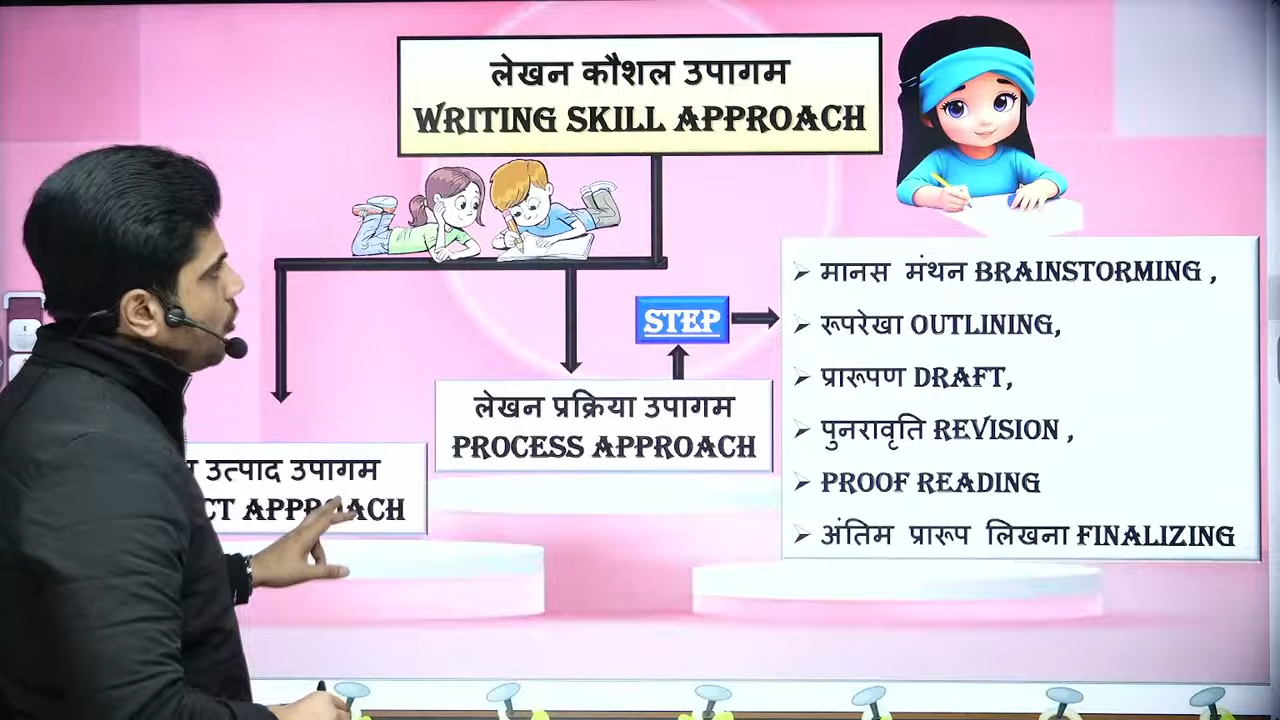 लेखन कौशल उपागम
WRITING SKILL APPROACH
STEP
लेखन प्रक्रिया उपागम
PROCESS APPROACH
उत्पाद उपागम
APPROACH
मानस मंथन BRAINSTORMING ,
रूपरेखा OUTLINING,
प्रारूपण DRAFT,
पुनरावृति REVISION ,
PROOF READING
अंतिम प्रारूप लिखना FINALIZING